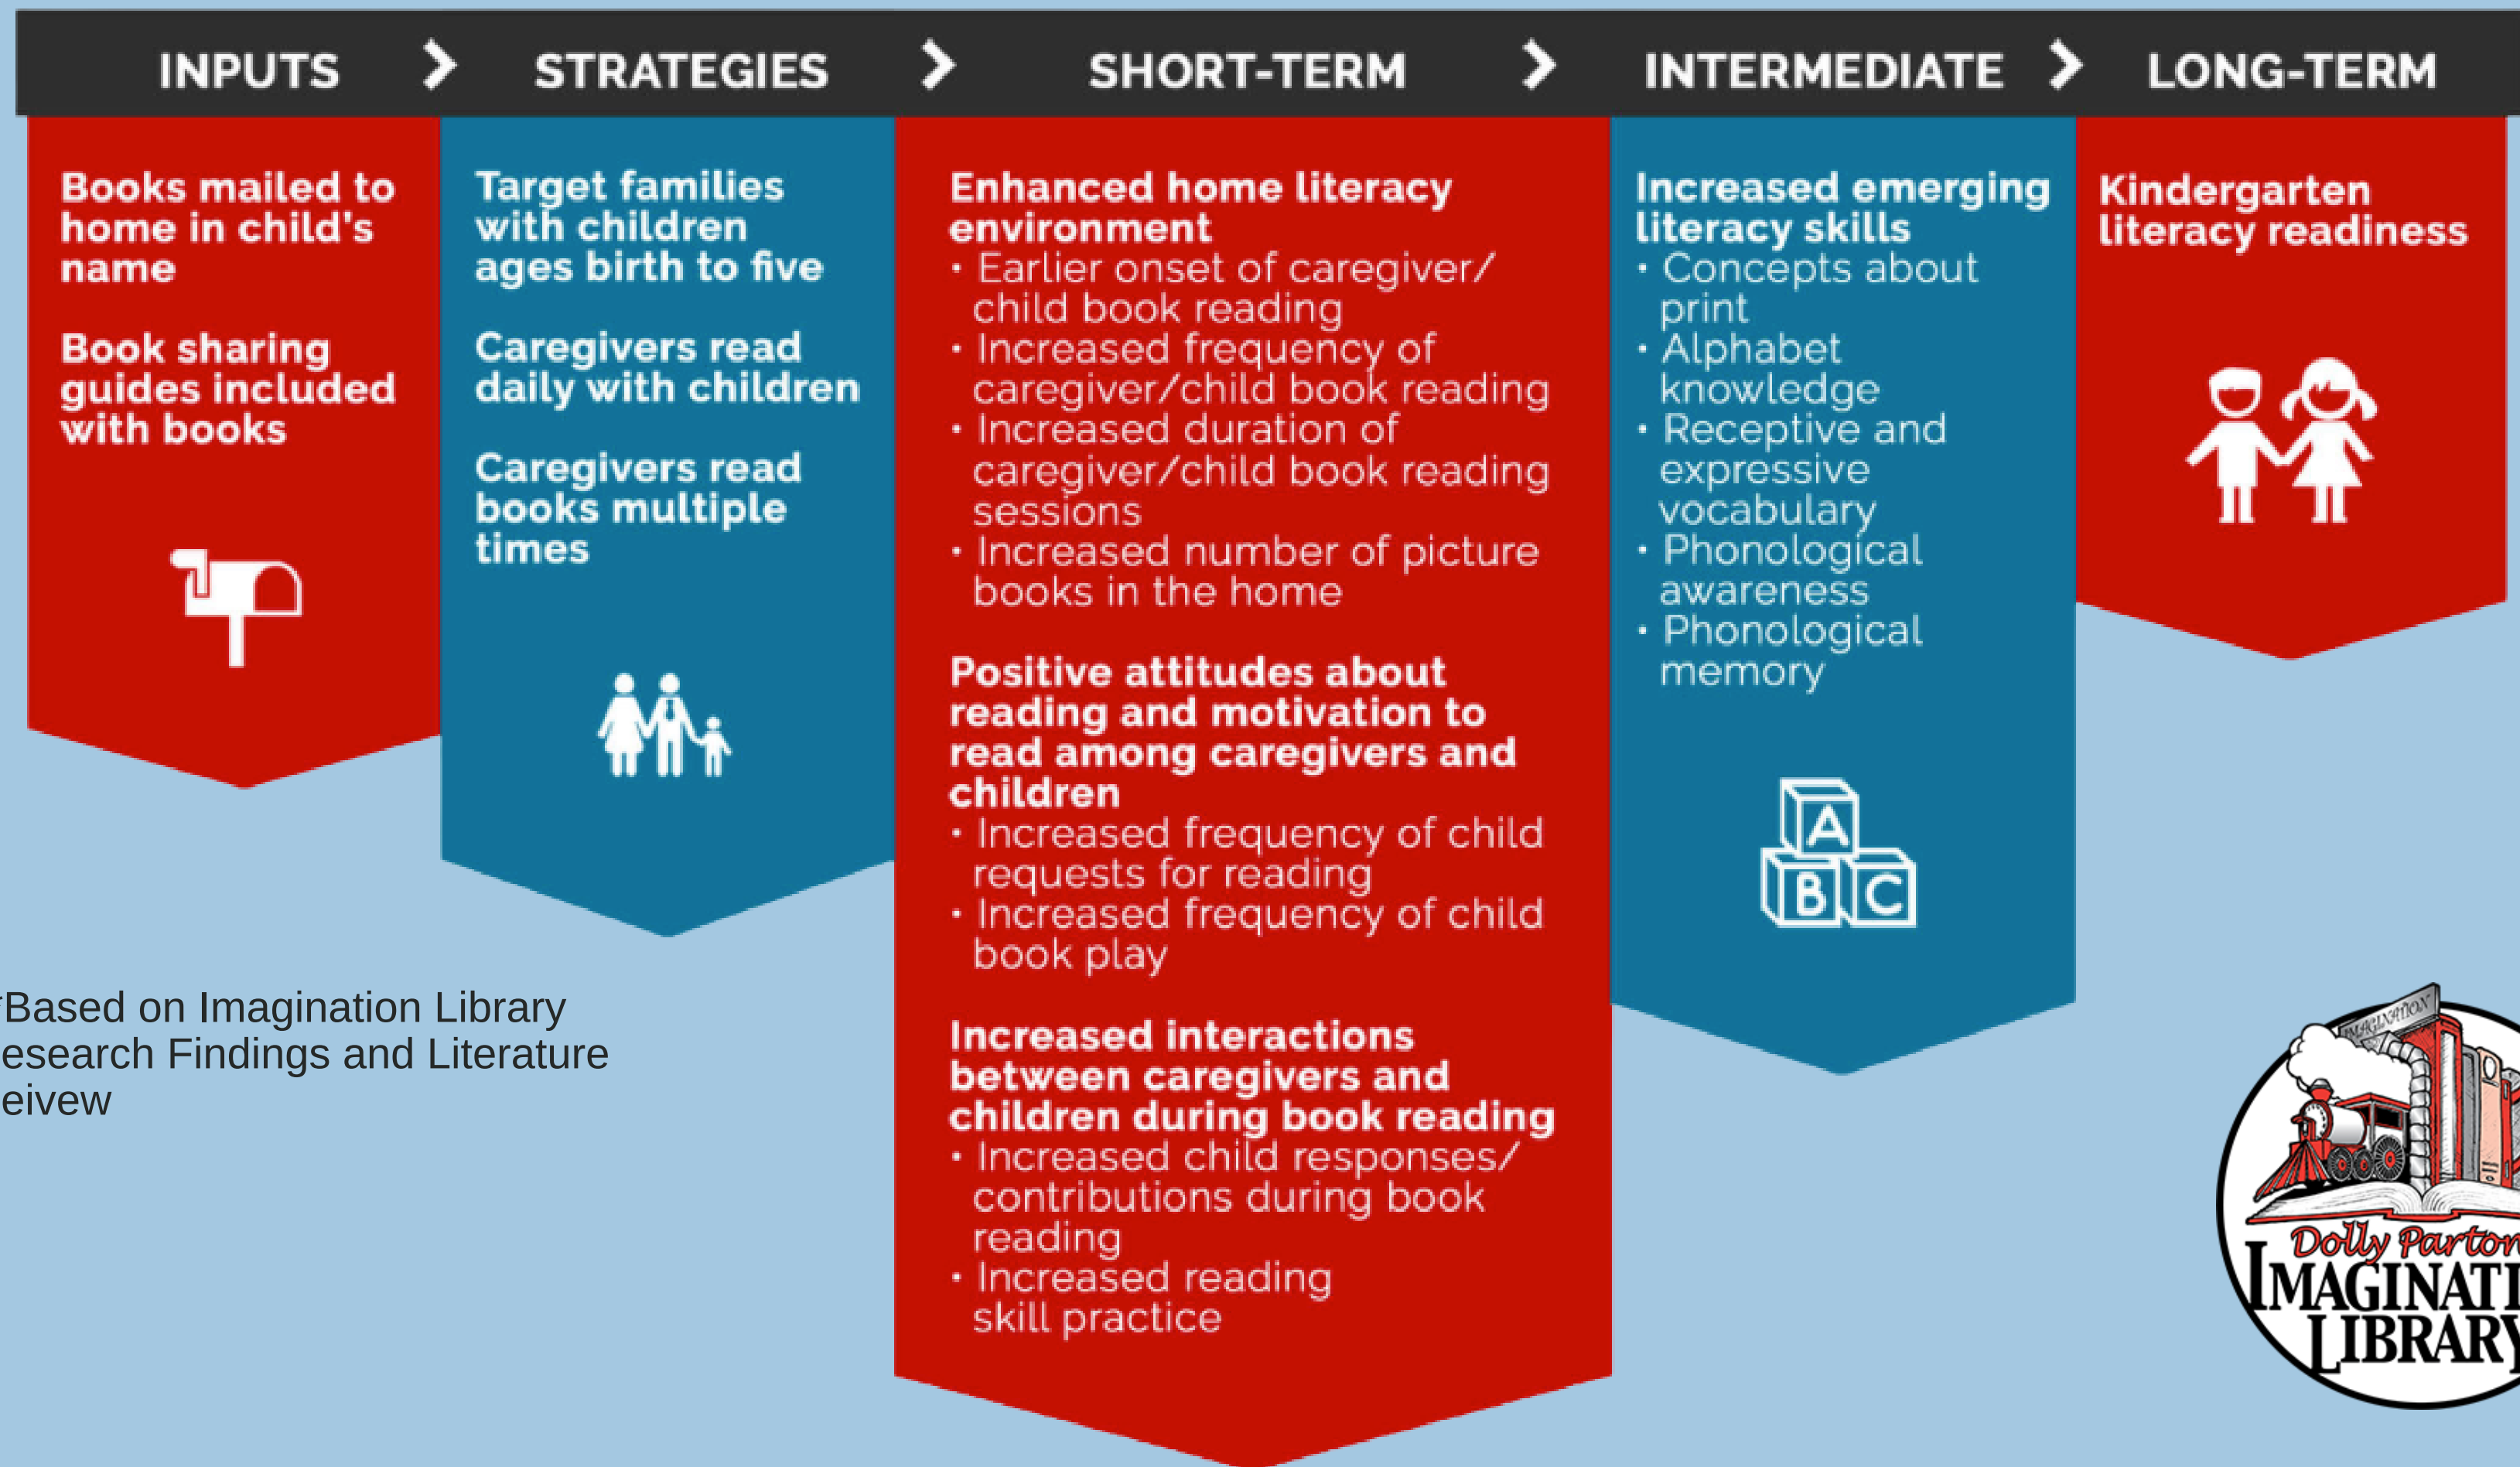 INPUTS > STRATEGIES > SHORT-TERM > INTERMEDIATE > LONG-TERM
Books mailed to
home in child's
name
Book sharing
guides included
with books
Target families
with children
ages birth to five
Caregivers read
daily with children
Caregivers read
books multiple
times
Enhanced home literacy
environment
• Earlier onset of caregiver/
child book reading
• Increased frequency of
caregiver/child book reading
• Increased duration of
caregiver/child book reading
sessions
• Increased number of picture
books in the home
Positive attitudes about
reading and motivation to
read among caregivers and
children
• Increased frequency of child
requests for reading
• Increased frequency of child
book play
Increased interactions
between caregivers and
children during book reading
• Increased child responses/
contributions during book
reading
• Increased reading
skill practice
Increased emerging
literacy skills
• Concepts about
print
• Alphabet
knowledge
• Receptive and
expressive
vocabulary
• Phonological
awareness
• Phonological
memory
A
B C
Kindergarten
literacy readiness
*Based on Imagination Library
esearch Findings and Literature
eivew
IMAGINATION
IMAGINATION
Dolly Parton
IMAGINATI
LIBRARY